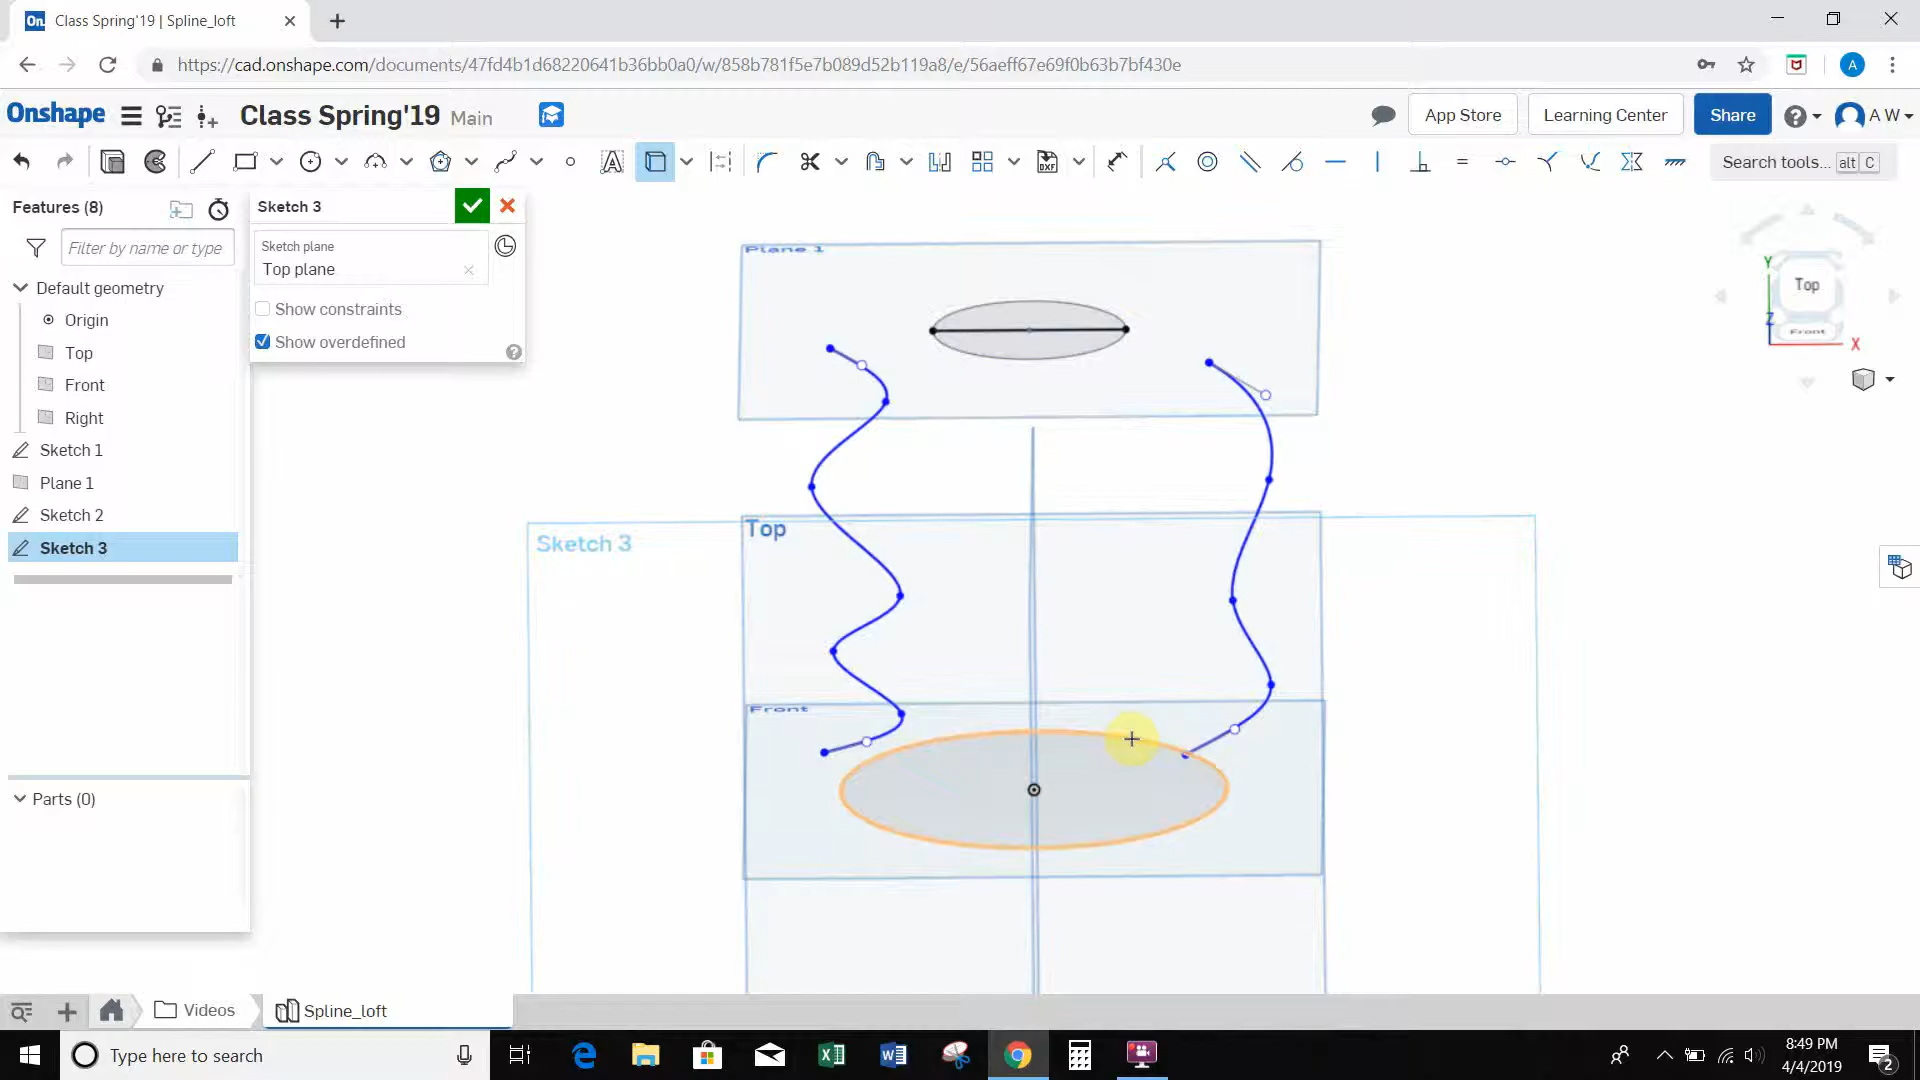 Class Spring'19 | Spline_loft
https://cad.onshape.com/documents/47fd4b1d68220641b36bb0a0/w/858b781f5e7b089d52b119a8/e/56aeff67e69f0b63b7bf430e
A
Onshape
Class Spring'19 Main
App Store
Learning Center
Share
A W
Search tools... alt C
Features (8)
Filter by name or type
Default geometry
Origin
Top
Front
Right
Sketch 1
Plane 1
Sketch 2
Sketch 3
Parts (0)
Sketch 3
Sketch plane
Top plane
Show constraints
Show overdefined
Plane 1
Sketch 3
Top
Front
Top
Front
Y
Z
X
Videos
Spline_loft
Type here to search
8:49 PM
4/4/2019
2